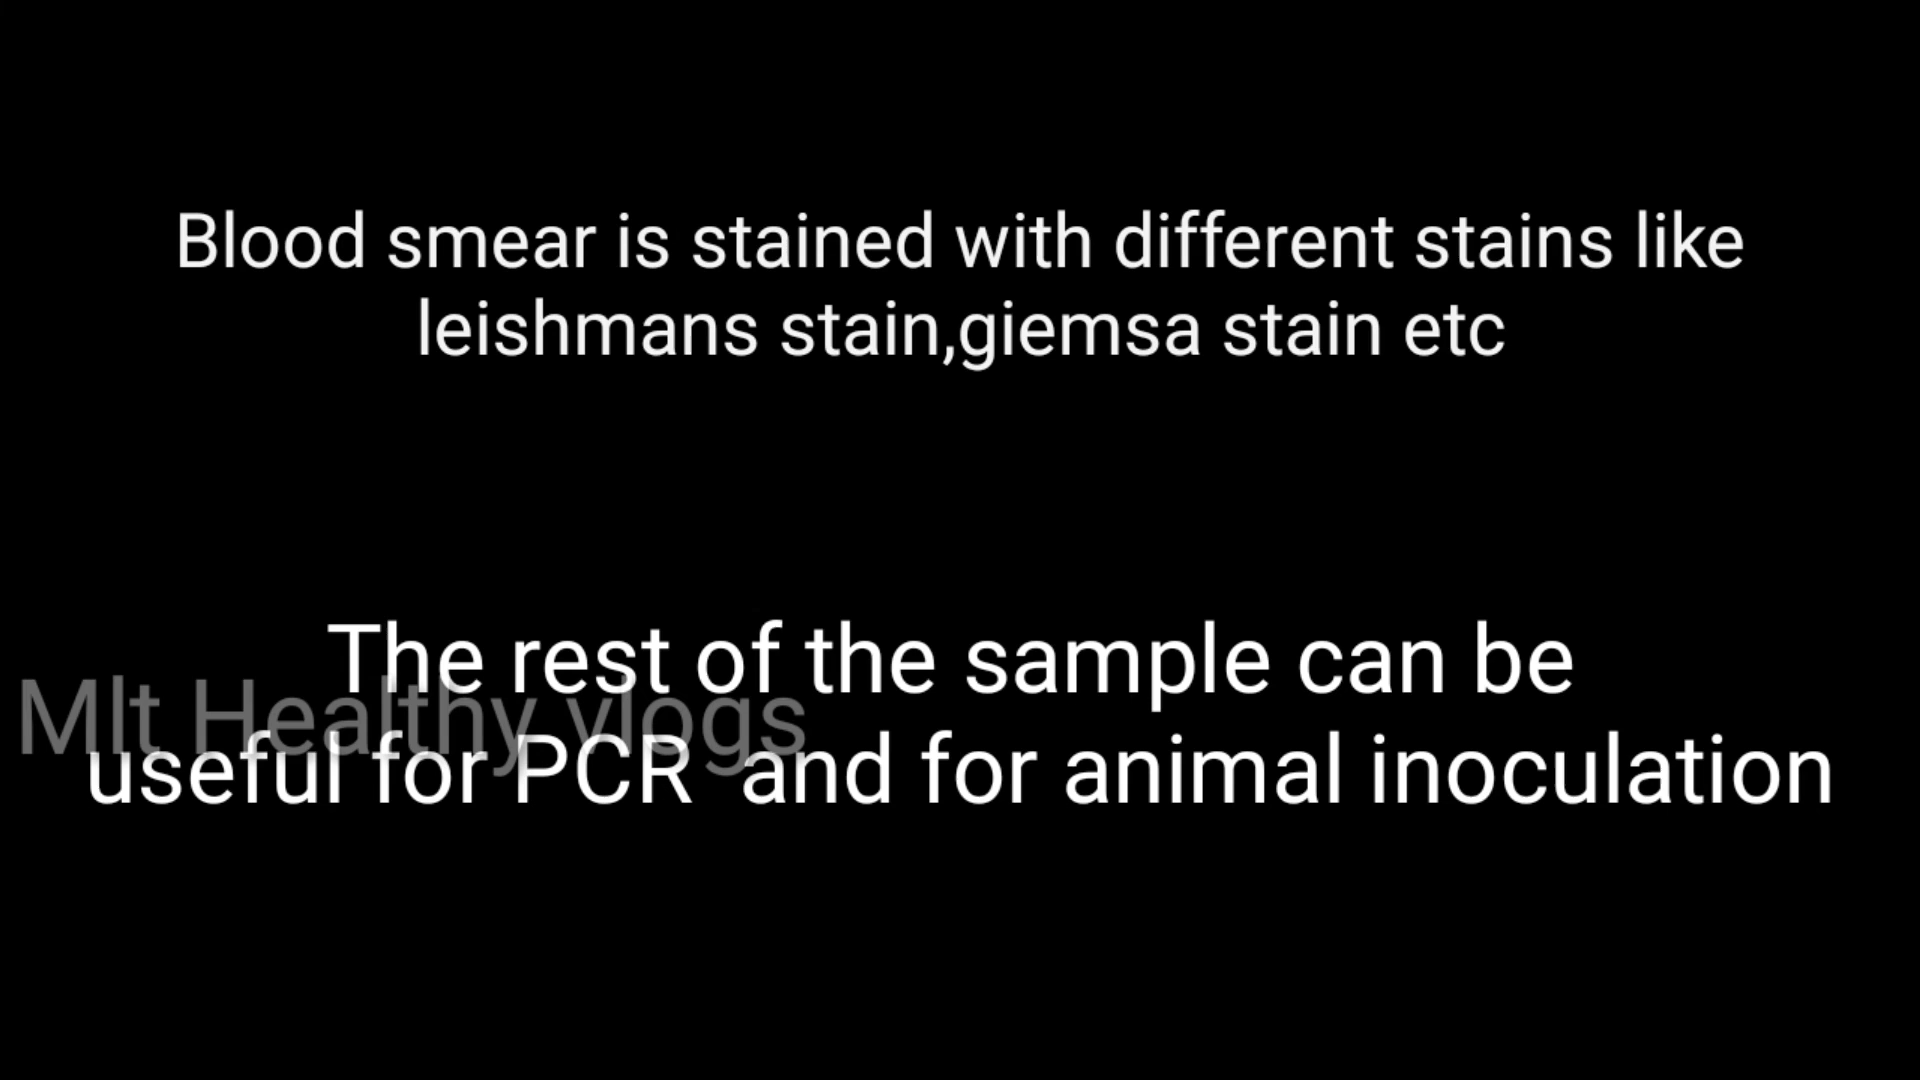 Blood smear is stained with different stains like
leishmans stain,giemsa stain etc
The rest of the sample can be
Mlt Healthy vlogs
useful for PCR and for animal inoculation